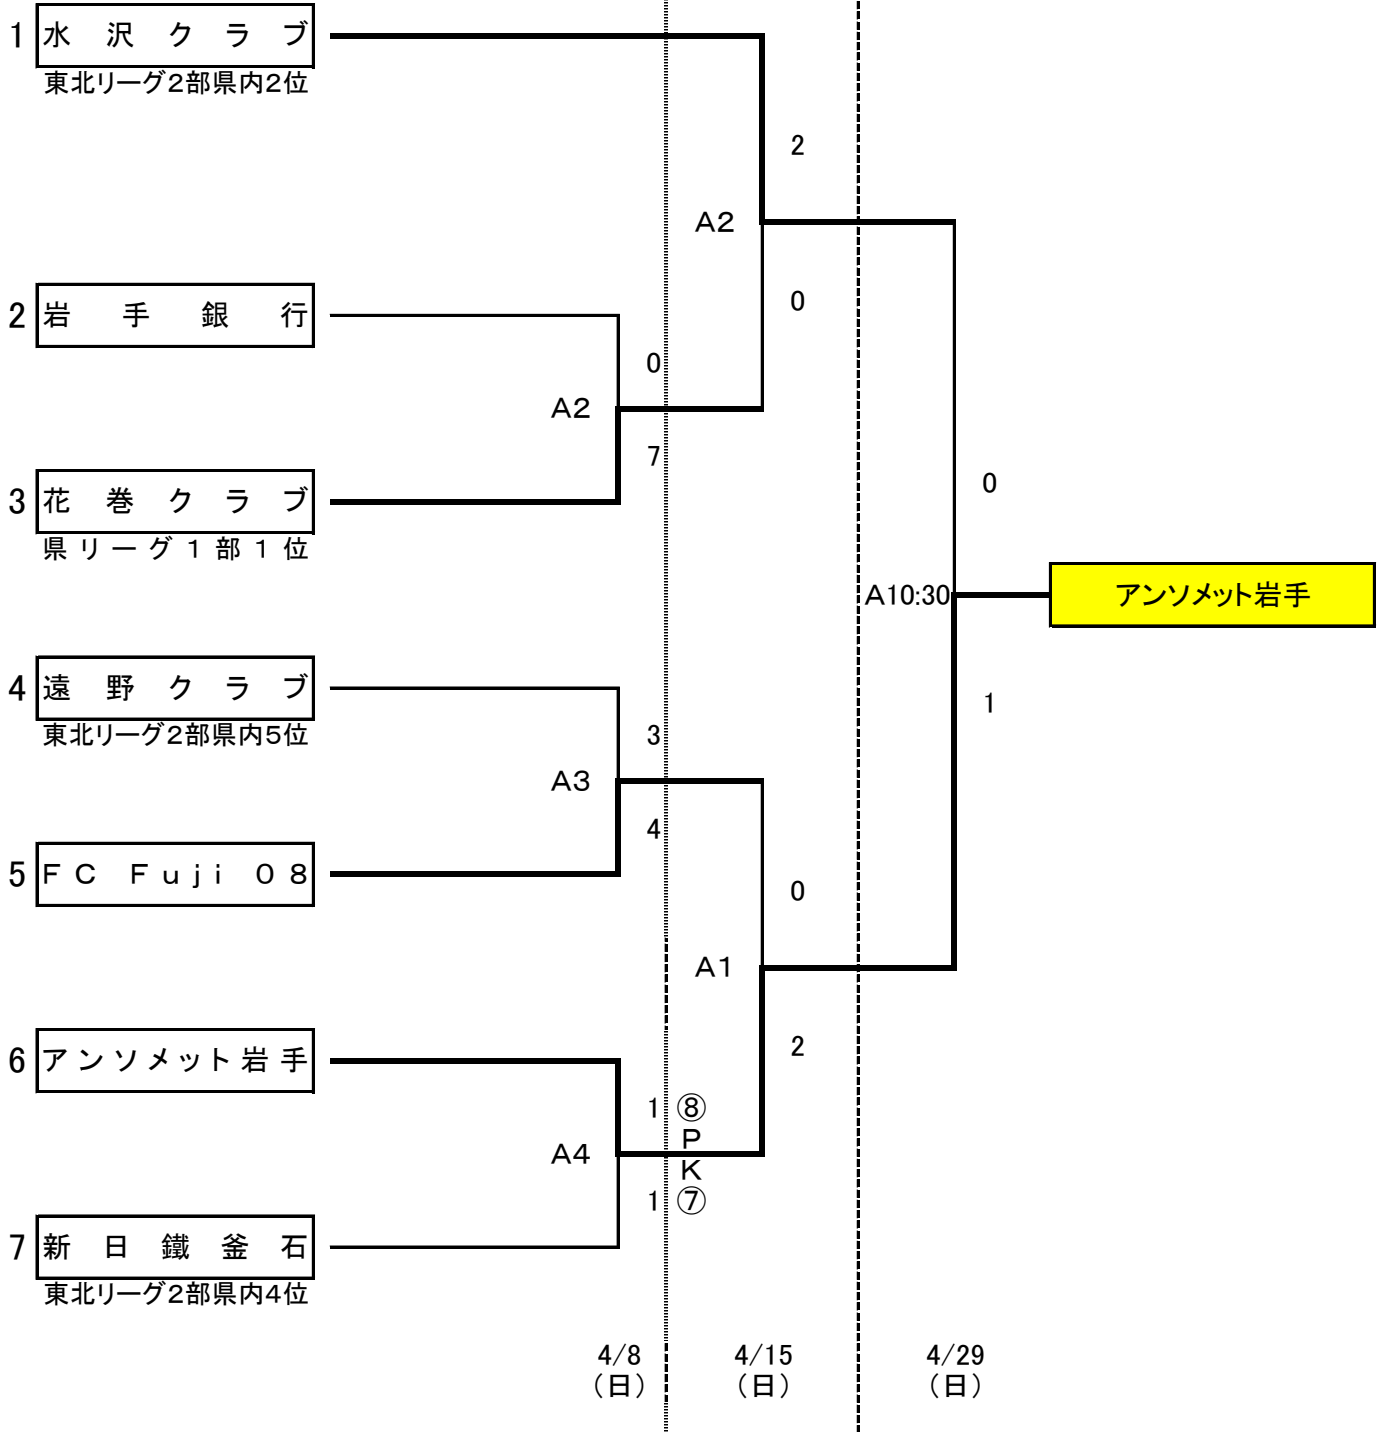 1 水沢クラブ
東北リーグ2部県内2位
2
A2
0
2 岩手銀行
0
A2
7
3 花巻クラブ
県リーグ1部1位
0
A10:30
アンソメット岩手
1
4 遠野クラブ
東北リーグ2部県内5位
3
A3
4
5 FC Fuji 08
0
A1
2
6 アンソメット岩手
1 ⑧
PK
A4
1 ⑦
7 新日鐵釜石
東北リーグ2部県内4位
4/8 4/15 4/29
（日） （日） （日）